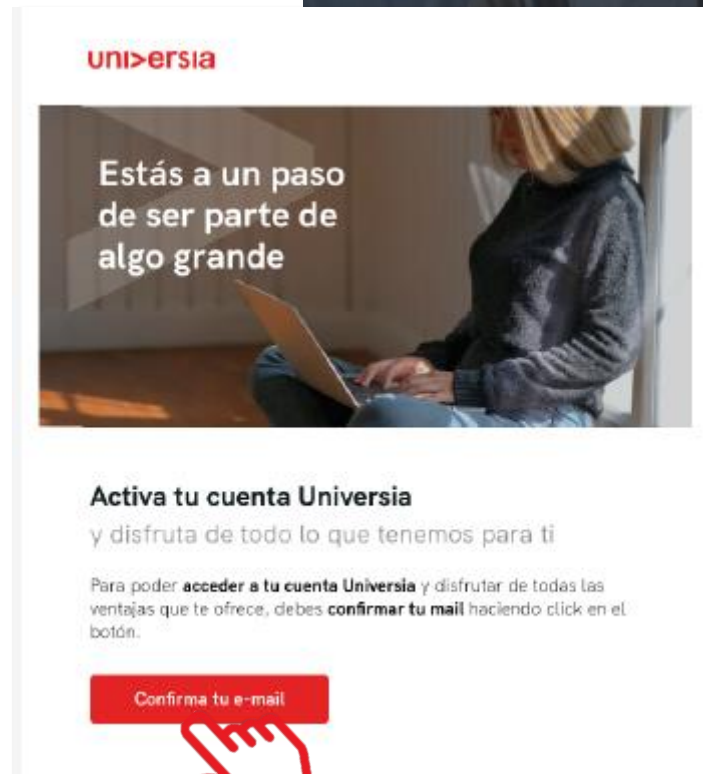 uni>ersia
Estás a un paso
de ser parte de
algo grande
Activa tu cuenta Universia
y disfruta de todo lo que tenemos para ti
Para poder acceder a tu cuenta Universia y disfrutar de todas las
ventajas que te ofrece, debes confirmar tu mail haciendo click en el
botón.
Confirma tu e-mail